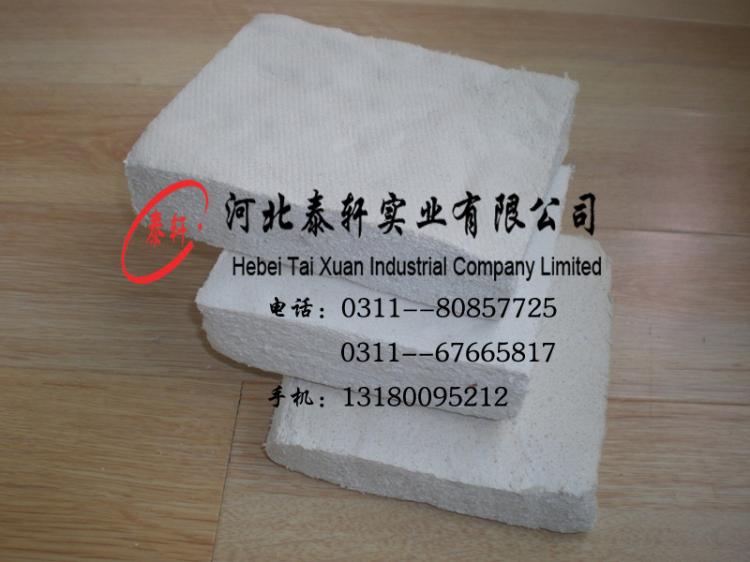 泰轩
河北泰轩实业有限公司
Hebei Tai Xuan Industrial Company Limited
电话：0311--80857725
0311--67665817
手机：13180095212